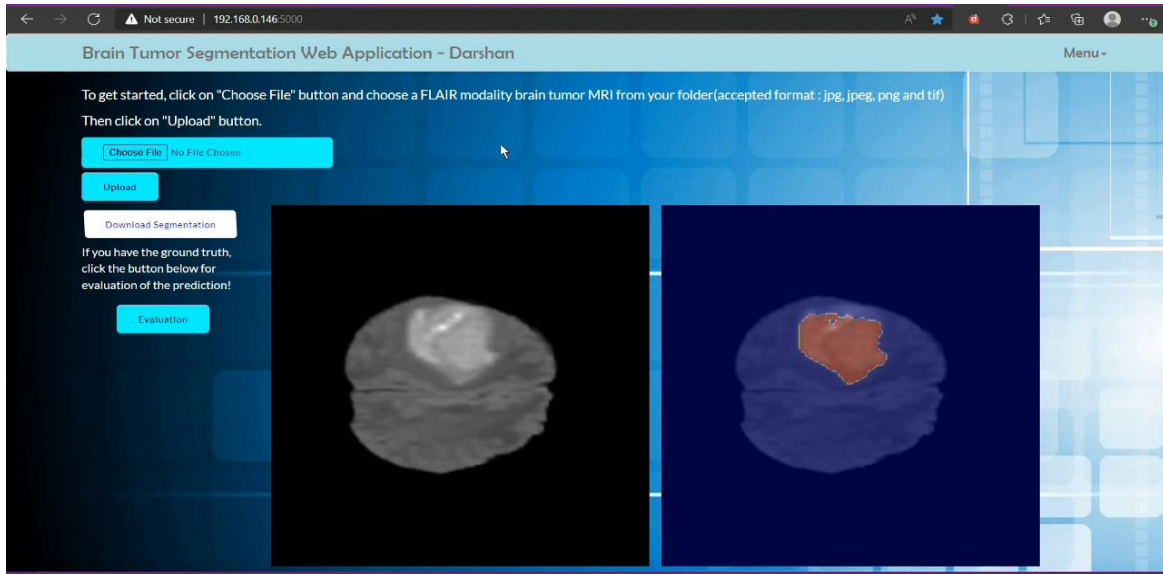 Not secure | 192.168.0.146:5000
Brain Tumor Segmentation Web Application - Darshan
Menu
To get started, click on "Choose File" button and choose a FLAIR modality brain tumor MRI from your folder(accepted format : jpg, jpeg, png and tif)
Then click on "Upload" button.
Choose File No File Chosen
Upload
Download Segmentation
If you have the ground truth,
click the button below for
evaluation of the prediction!
Evaluation